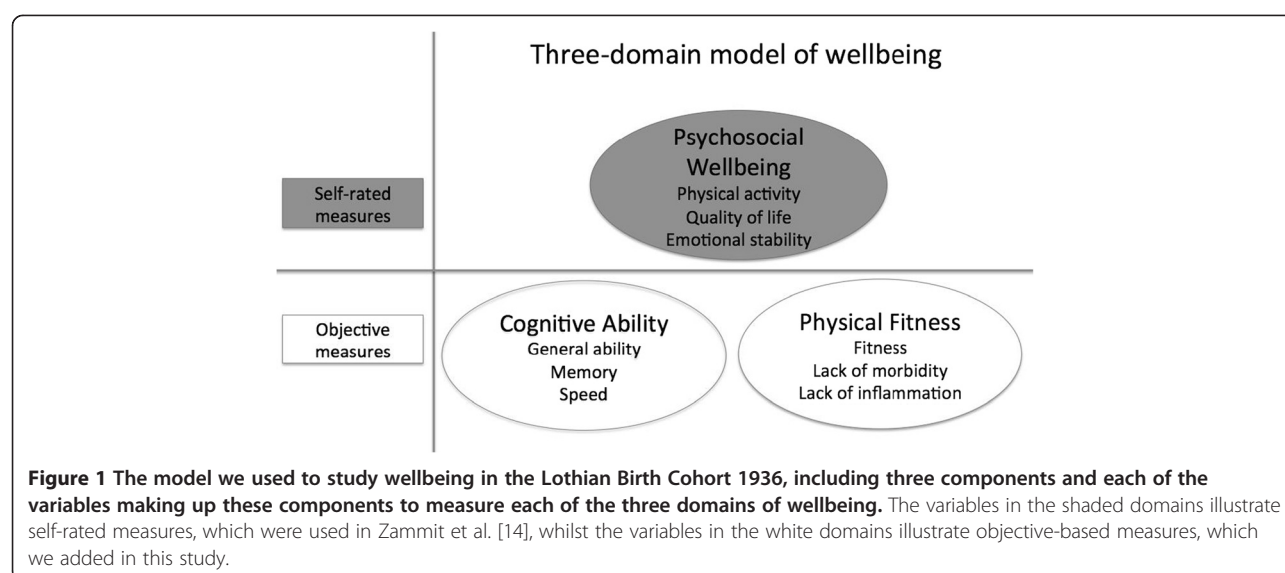 Three-domain model of wellbeing
Psychosocial
Wellbeing
Physical activity
Quality of life
Emotional stability
Self-rated
measures
Objective
measures
Cognitive Ability
General ability
Memory
Speed
Physical Fitness
Fitness
Lack of morbidity
Lack of inflammation
Figure 1 The model we used to study wellbeing in the Lothian Birth Cohort 1936, including three components and each of the
variables making up these components to measure each of the three domains of wellbeing. The variables in the shaded domains illustrate
self-rated measures, which were used in Zammit et al. [14], whilst the variables in the white domains illustrate objective-based measures, which
we added in this study.